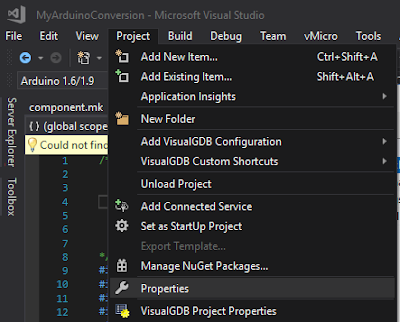 MyArduinoConversion - Microsoft Visual Studio
File Edit View Project Build Debug Team vMicro Tools
Add New Item... Ctrl+Shift+A
Arduino 1.6/1.9 Add Existing Item... Shift+Alt+A
Application Insights
component.mk
New Folder
{ } (global scope
Could not find Add VisualGDB Configuration
1 /* VisualGDB Custom Shortcuts
2
3 Unload Project
4
5 Add Connected Service
6 Set as StartUp Project
7 Export Template...
8 */ Manage NuGet Packages...
9 #i
10 #i Properties
11 #i
12 #i VisualGDB Project Properties
Server Explorer
Toolbox